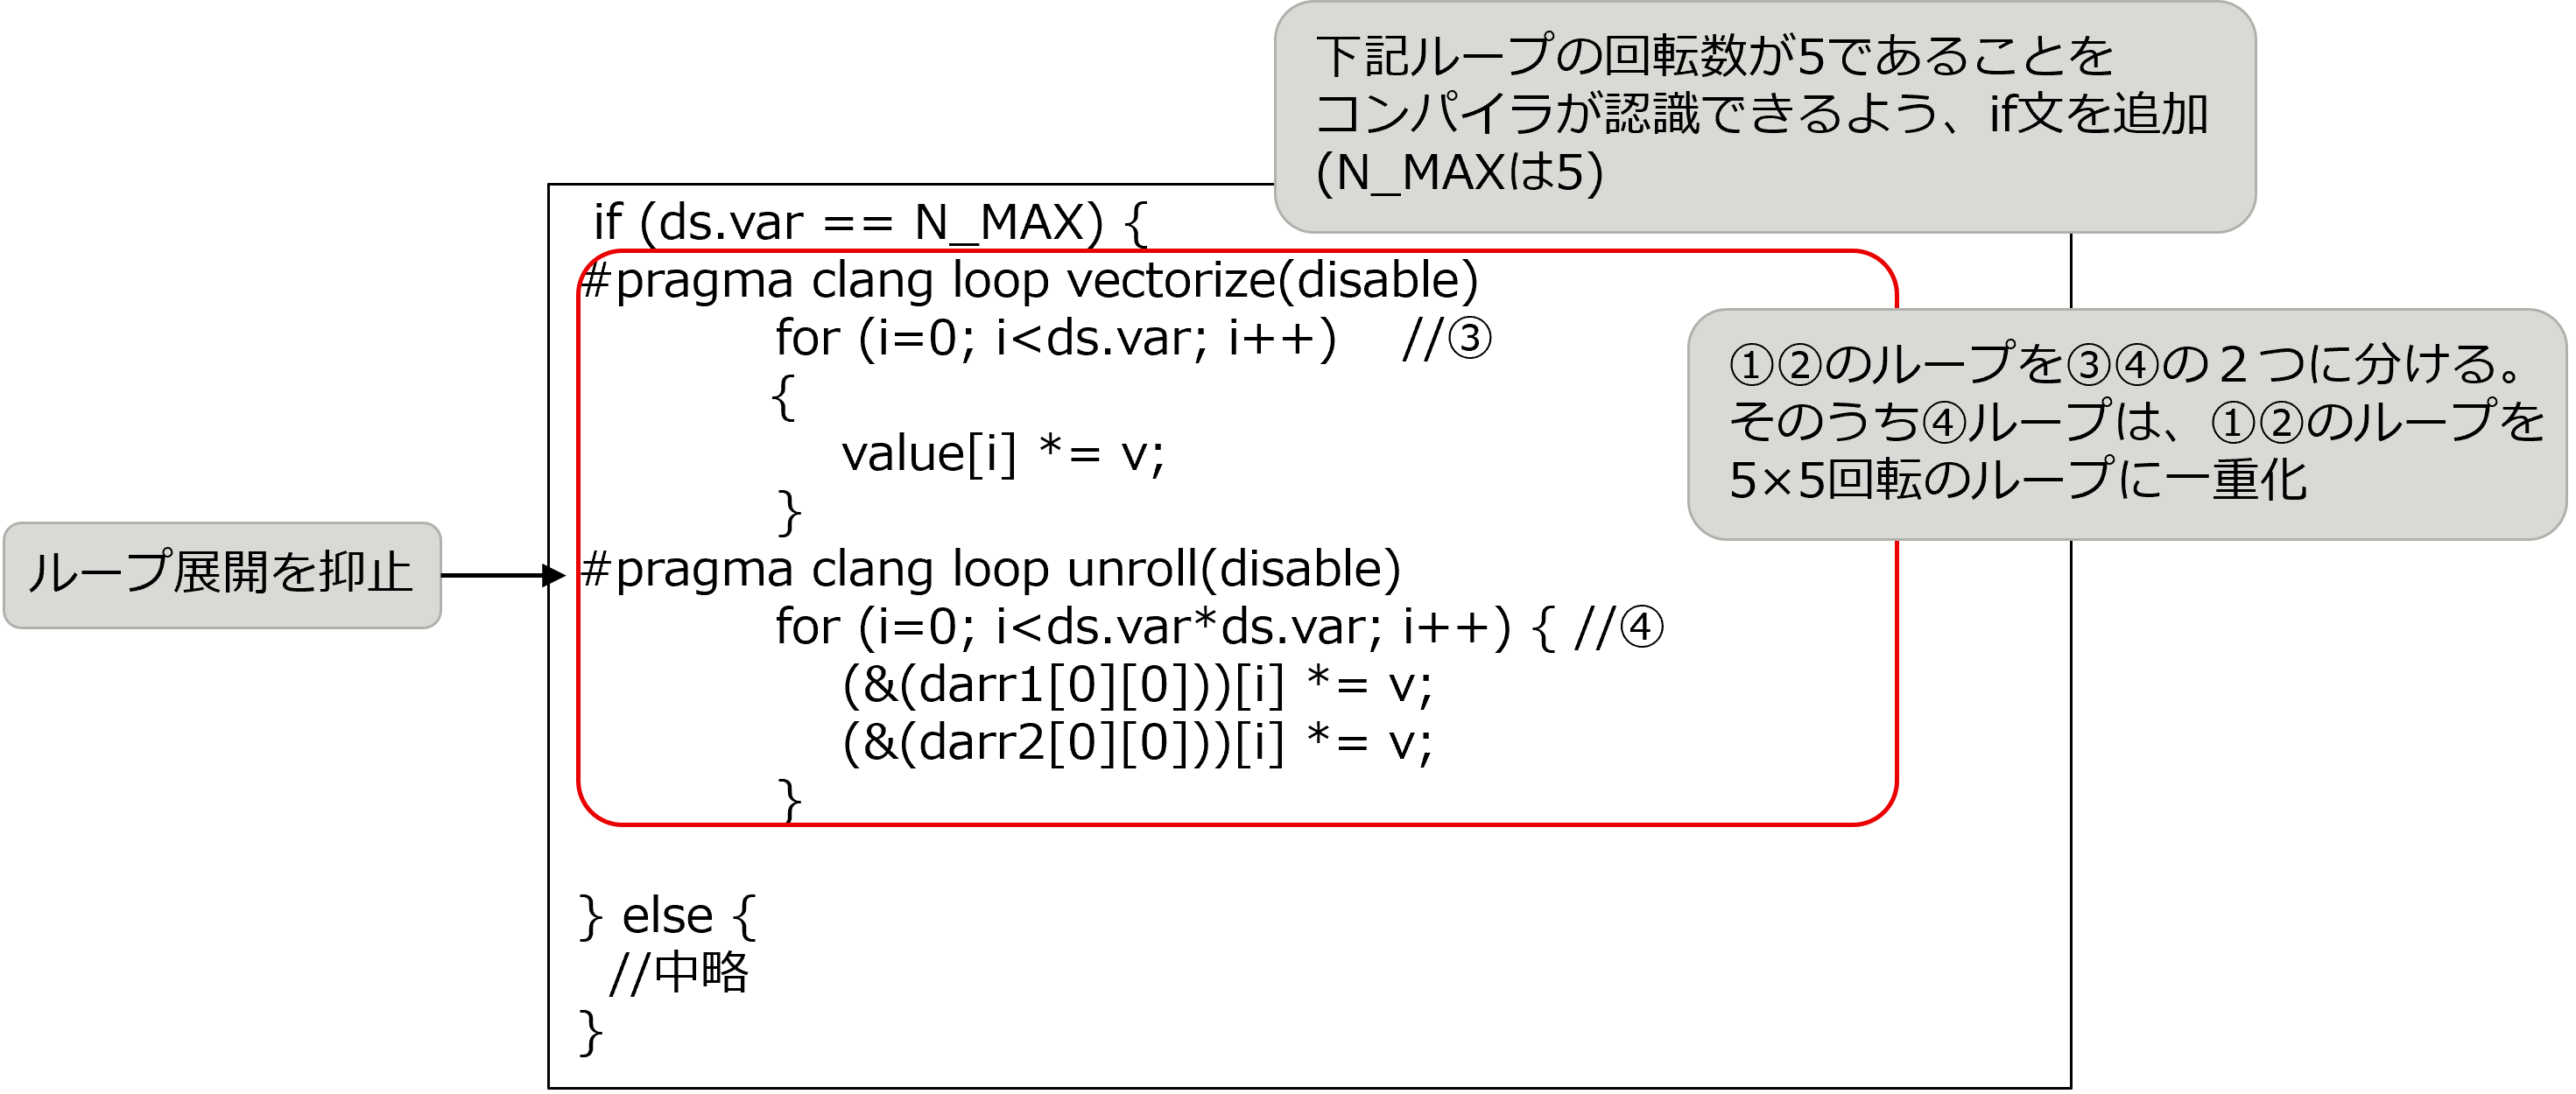 下記ループの回転数が5であることを
コンパイラが認識できるよう、if文を追加
(N_MAXは5)
if (ds.var == N_MAX) {
#pragma clang loop vectorize(disable)
for (i=0; i<ds.var; i++) //③
{
value[i] *= v;
}
#pragma clang loop unroll(disable)
for (i=0; i<ds.var*ds.var; i++) { //④
(&(darr1[0][0]))[i] *= v;
(&(darr2[0][0]))[i] *= v;
}
} else {
//中略
}
①②のループを③④の２つに分ける。
そのうち④ループは、①②のループを
5×5回転のループに一重化
ループ展開を抑止